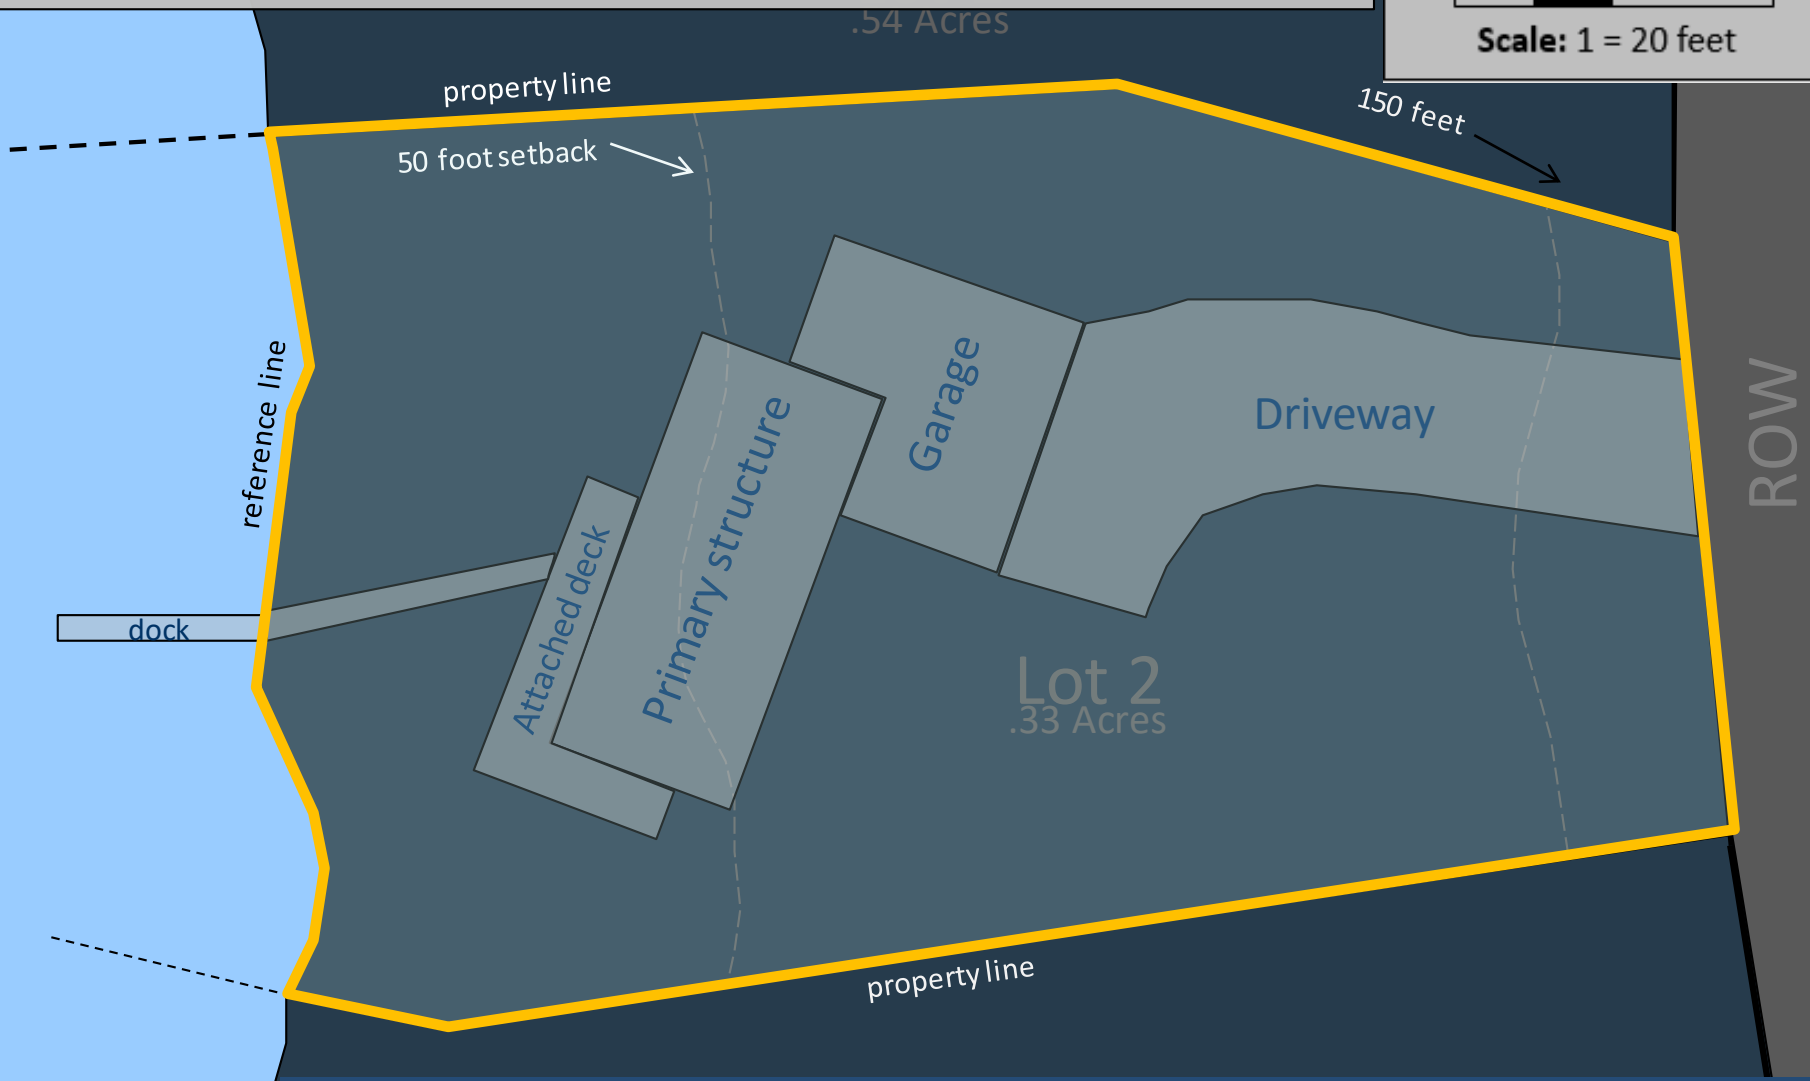 .54 Acres
Scale: 1 = 20 feet
property line
150 feet
50 foot setback
reference line
Garage
Driveway
ROW
Primary structure
Attached deck
dock
Lot 2
.33 Acres
property line